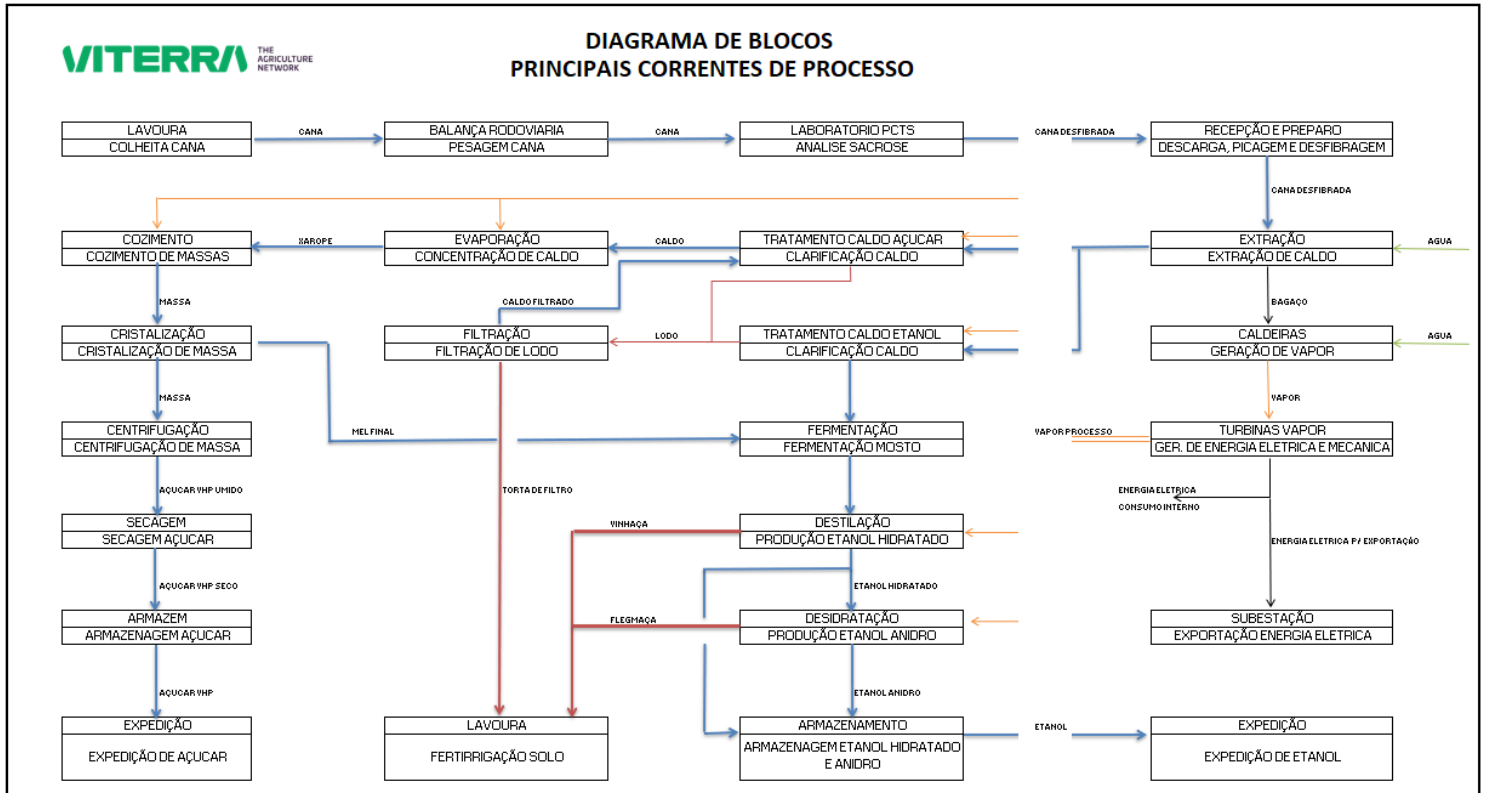 VITERRA
THE
AGRICULTURE
NETWORK
DIAGRAMA DE BLOCOS
PRINCIPAIS CORRENTES DE PROCESSO
LAVOURA
COLHEITA CANA
CANA
BALANÇA RODOVIARIA
PESAGEM CANA
CANA
LABORATORIO PCTS
ANALISE SACROSE
CANA DESFIBRADA
RECEPÇÃO E PREPARO
DESCARGA, PICAGEM E DESFIBRAGEM
CANA DESFIBRADA
COZIMENTO
COZIMENTO DE MASSAS
XAROPE
EVAPORAÇÃO
CONCENTRAÇÃO DE CALDO
CALDO
TRATAMENTO CALDO AÇUCAR
CLARIFICAÇÃO CALDO
EXTRAÇÃO
EXTRAÇÃO DE CALDO
AGUA
MASSA
CALDO FILTRADO
BAGAÇO
CRISTALIZAÇÃO
CRISTALIZAÇÃO DE MASSA
FILTRAÇÃO
FILTRAÇÃO DE LODO
LODO
TRATAMENTO CALDO ETANOL
CLARIFICAÇÃO CALDO
CALDEIRAS
GERAÇÃO DE VAPOR
AGUA
MASSA
VAPOR
CENTRIFUGAÇÃO
CENTRIFUGAÇÃO DE MASSA
MEL FINAL
FERMENTAÇÃO
FERMENTAÇÃO MOSTO
VAPOR PROCESSO
TURBINAS VAPOR
GER. DE ENERGIA ELETRICA E MECANICA
AÇUCAR VHP UMIDO
TORTA DE FILTRO
ENERGIA ELETRICA
CONSUMO INTERNO
SECAGEM
SECAGEM AÇUCAR
VINHAÇA
DESTILAÇÃO
PRODUÇÃO ETANOL HIDRATADO
ENERGIA ELETRICA P/ EXPORTAÇÃO
AÇUCAR VHP SECO
ETANOL HIDRATADO
ARMAZEM
ARMAZENAGEM AÇUCAR
FLEGMAÇA
DESIDRATAÇÃO
PRODUÇÃO ETANOL ANIDRO
SUBESTAÇÃO
EXPORTAÇÃO ENERGIA ELETRICA
AÇUCAR VHP
ETANOL ANIDRO
EXPEDIÇÃO
EXPEDIÇÃO DE AÇUCAR
LAVOURA
FERTIRRIGAÇÃO SOLO
ARMAZENAMENTO
ARMAZENAGEM ETANOL HIDRATADO
E ANIDRO
ETANOL
EXPEDIÇÃO
EXPEDIÇÃO DE ETANOL